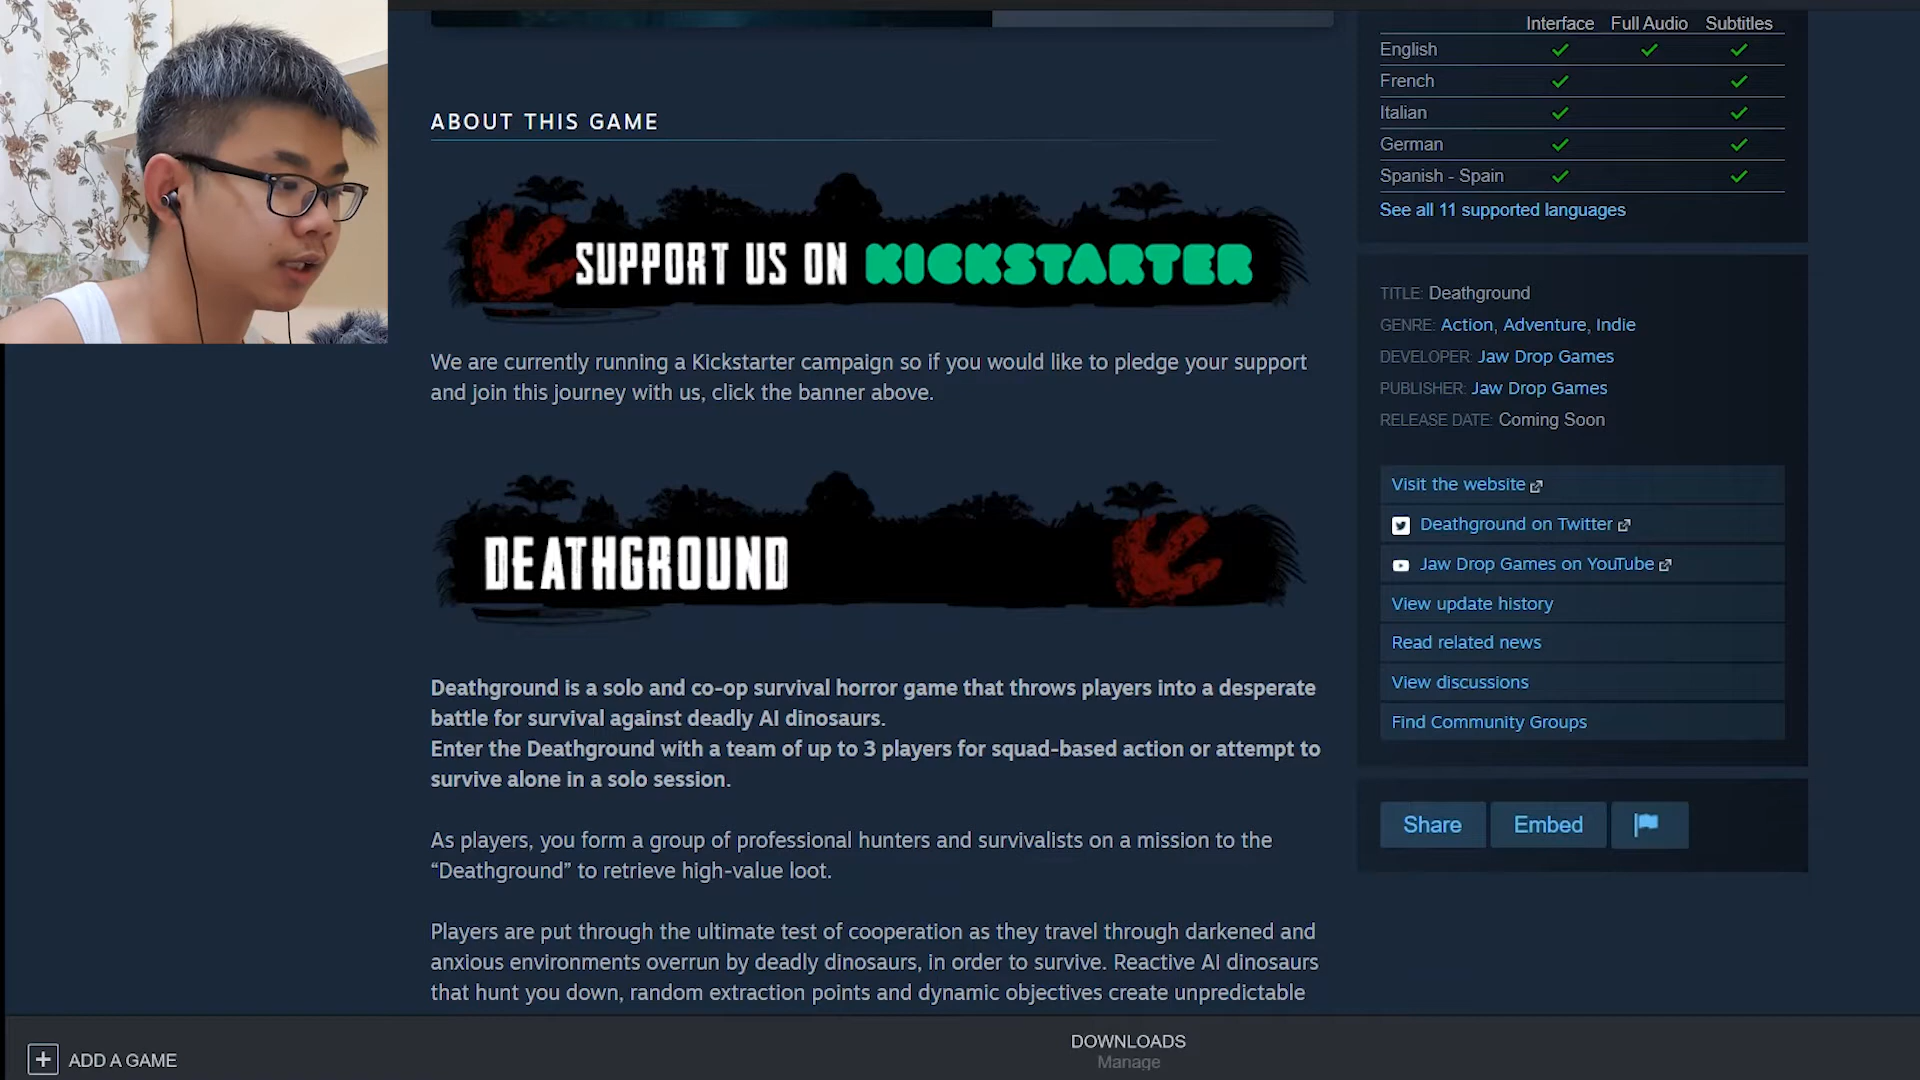 ABOUT THIS GAME
SUPPORT US ON KICKSTARTER
We are currently running a Kickstarter campaign so if you would like to pledge your support
and join this journey with us, click the banner above.
DEATHGROUND
Deathground is a solo and co-op survival horror game that throws players into a desperate
battle for survival against deadly AI dinosaurs.
Enter the Deathground with a team of up to 3 players for squad-based action or attempt to
survive alone in a solo session.
As players, you form a group of professional hunters and survivalists on a mission to the
“Deathground” to retrieve high-value loot.
Players are put through the ultimate test of cooperation as they travel through darkened and
anxious environments overrun by deadly dinosaurs, in order to survive. Reactive AI dinosaurs
that hunt you down, random extraction points and dynamic objectives create unpredictable
Interface Full Audio Subtitles
English
French
Italian
German
Spanish - Spain
See all 11 supported languages
TITLE: Deathground
GENRE: Action, Adventure, Indie
DEVELOPER: Jaw Drop Games
PUBLISHER: Jaw Drop Games
RELEASE DATE: Coming Soon
Visit the website
Deathground on Twitter
Jaw Drop Games on YouTube
View update history
Read related news
View discussions
Find Community Groups
Share Embed
+ ADD A GAME
DOWNLOADS
Manage